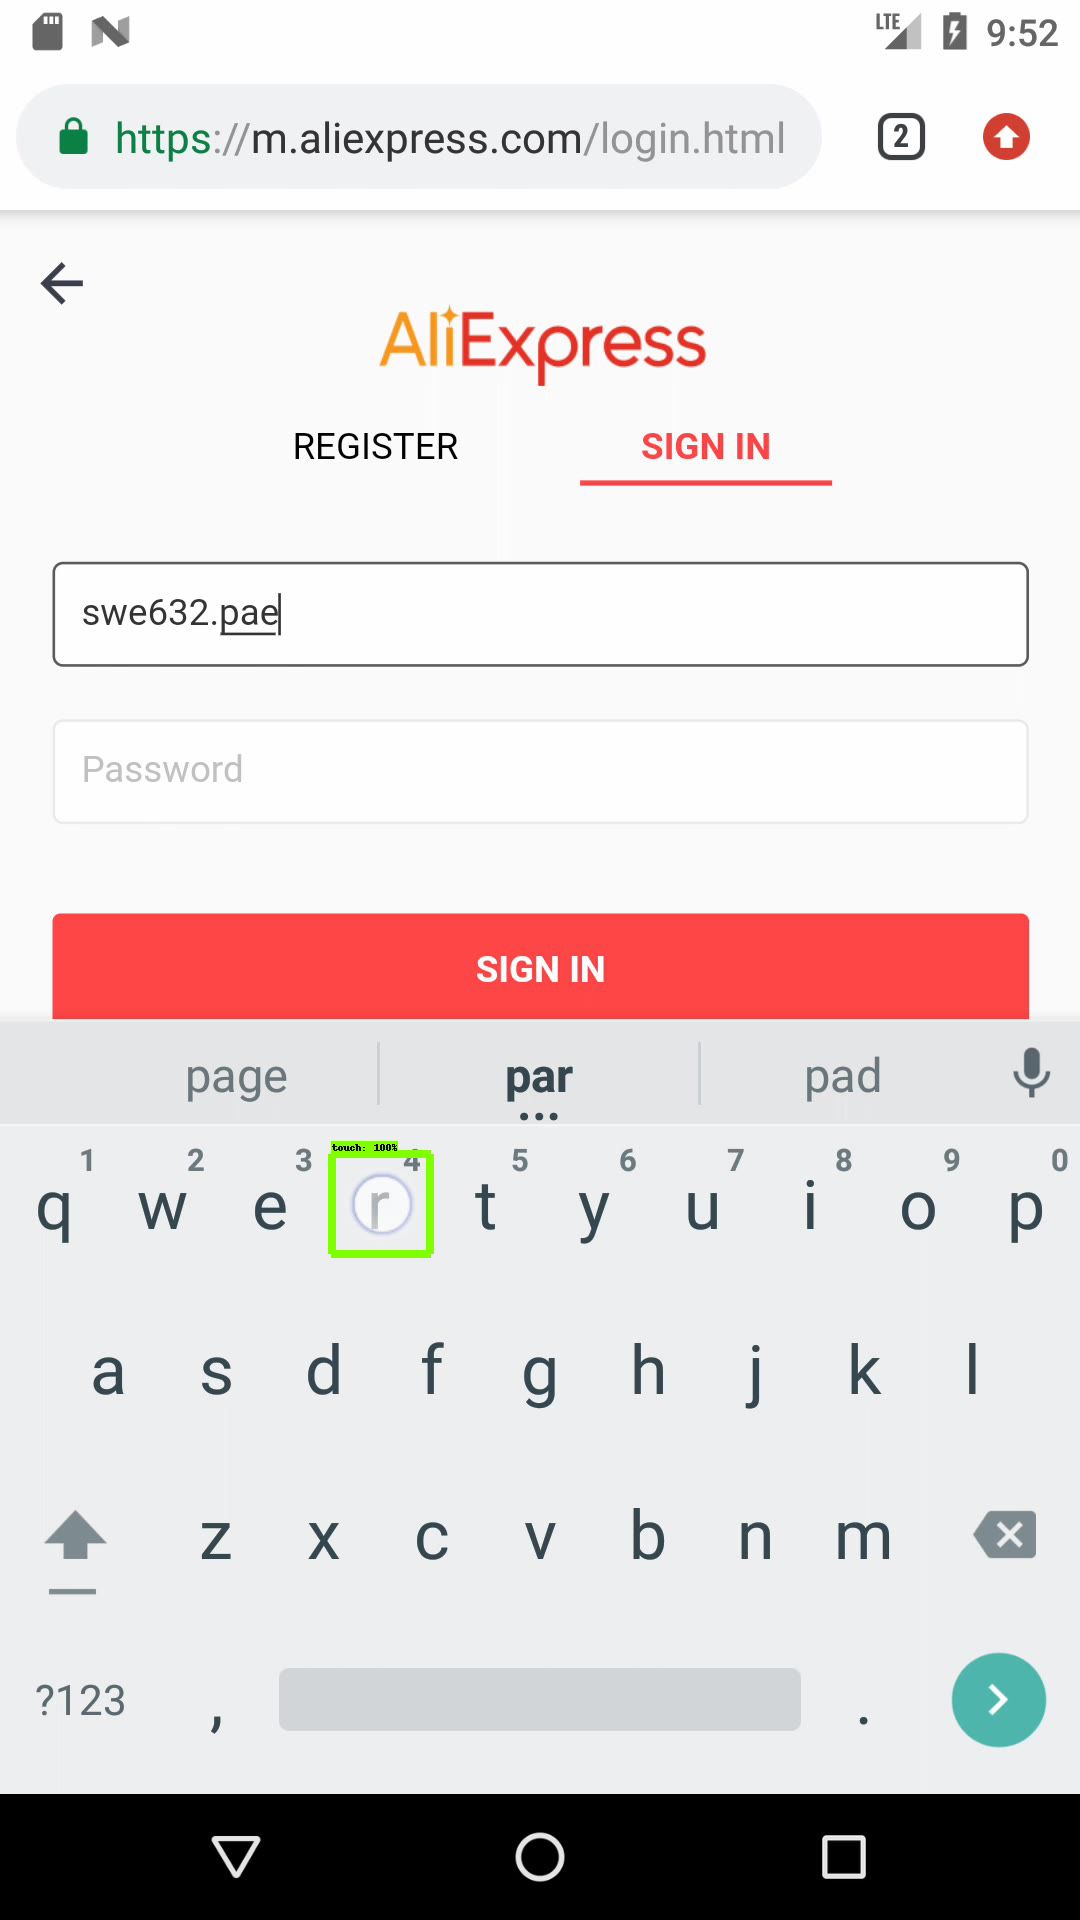 LTE 9:52
https://m.aliexpress.com/login.html 2
AliExpress
REGISTER SIGN IN
swe632.pae
Password
SIGN IN
page par pad
touch: 100%
1 2 3 4 5 6 7 8 9 0
q w e r t y u i o p
a s d f g h j k l
z x c v b n m
?123 , .